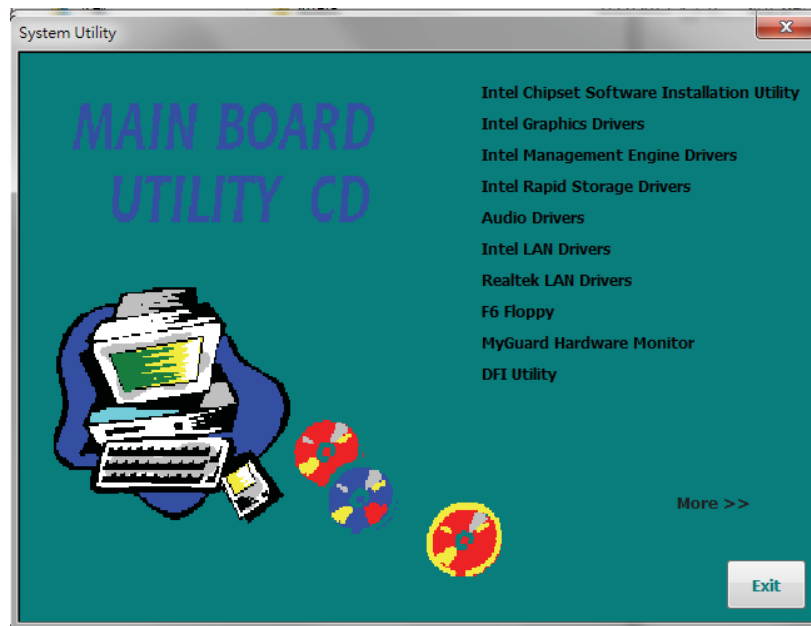 System Utility
MAIN BOARD
UTILITY CD
Intel Chipset Software Installation Utility
Intel Graphics Drivers
Intel Management Engine Drivers
Intel Rapid Storage Drivers
Audio Drivers
Intel LAN Drivers
Realtek LAN Drivers
F6 Floppy
MyGuard Hardware Monitor
DFI Utility
More >>
Exit